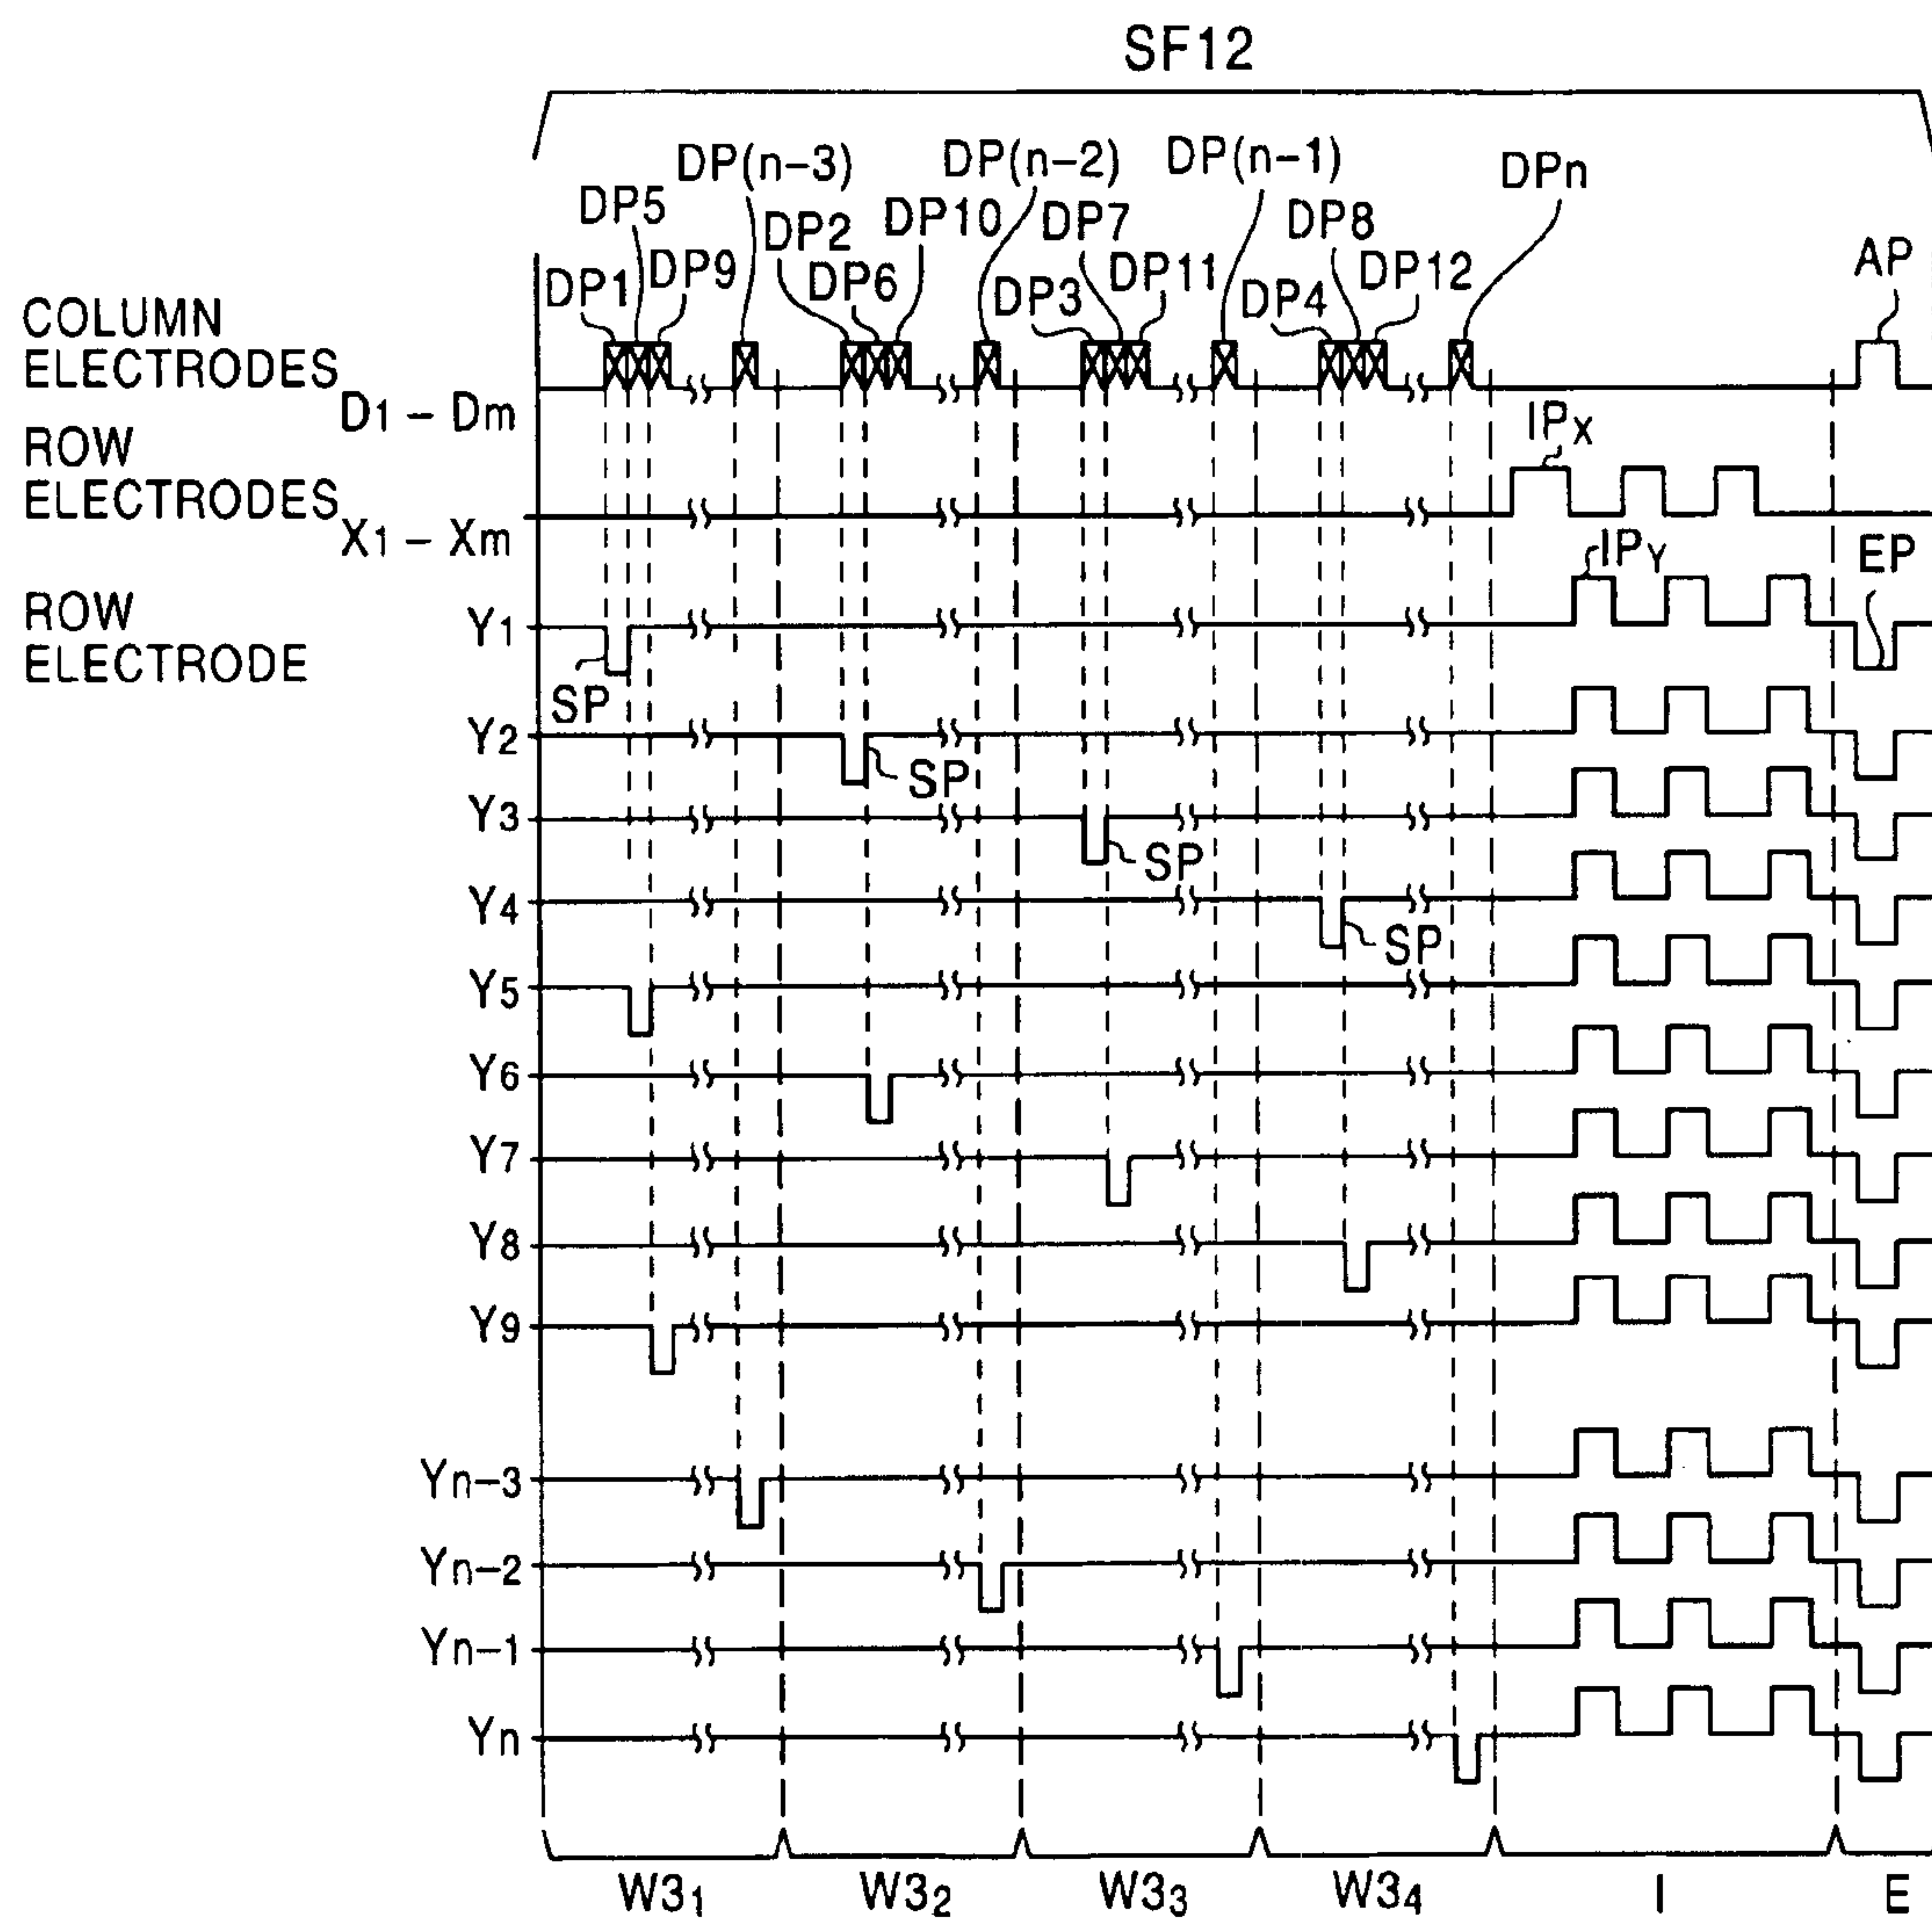 SF12
DP(n-3) DP(n-2) DP(n-1) DPn
DP5 DP2 DP10 DP7 DP8
DP1 DP9 DP6 DP3 DP11 DP4 DP12 AP
COLUMN
ELECTRODES
D1 - Dm
ROW
ELECTRODES
X1 - Xm
IPX
ROW
ELECTRODE
Y1
IPY
EP
SP
Y2
SP
Y3
SP
Y4
SP
Y5
Y6
Y7
Y8
Y9
Yn-3
Yn-2
Yn-1
Yn
W31 W32 W33 W34 I E